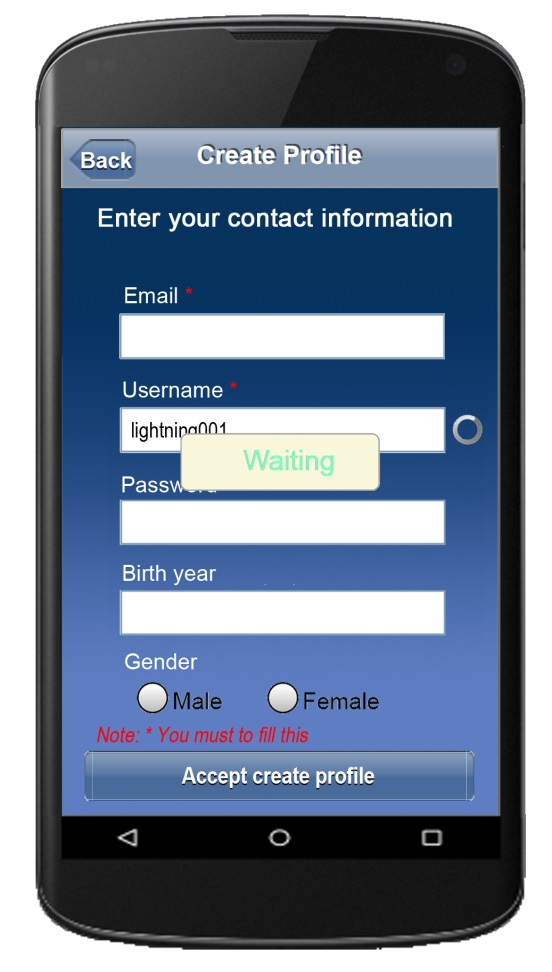 Back
Create Profile
Enter your contact information
Email *
Username *
lightning001
Waiting
Password
Birth year
Gender
Male
Female
Note: * You must to fill this
Accept create profile